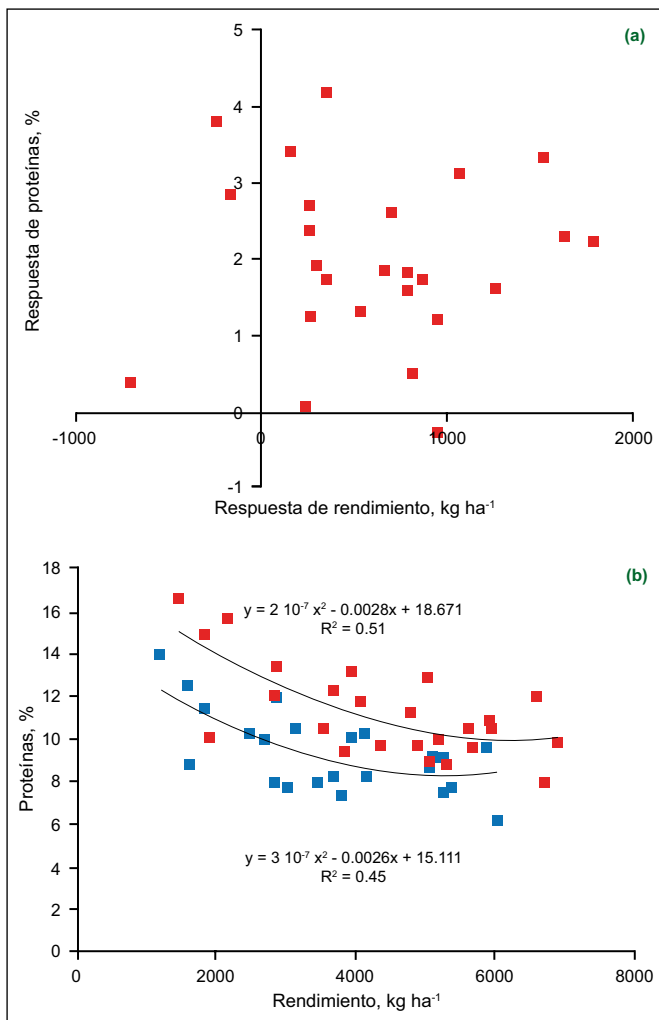 (a)
5
4
3
2
1
0
-1
-1000
0
1000
2000
Respuesta de proteínas, %
Respuesta de rendimiento, kg ha⁻¹
(b)
18
16
14
12
10
8
6
4
2
0
0
2000
4000
6000
8000
Proteínas, %
Rendimiento, kg ha⁻¹
y = 2 10⁻⁷ x² - 0.0028x + 18.671
R² = 0.51
y = 3 10⁻⁷ x² - 0.0026x + 15.111
R² = 0.45